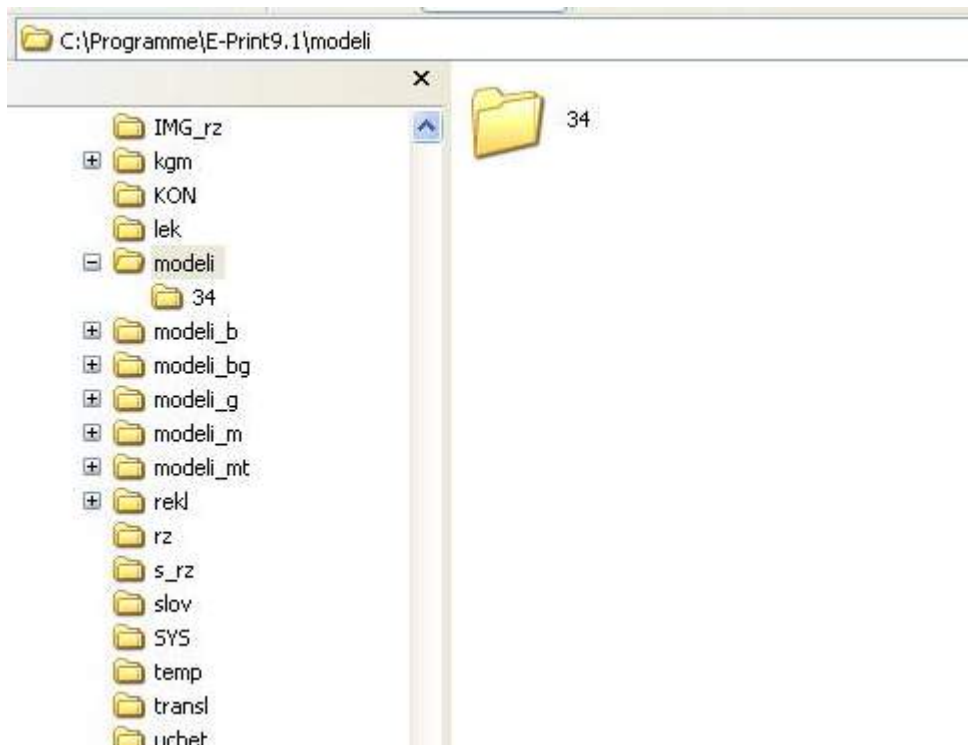 C:\Programme\E-Print9.1\modeli
IMG_rz
kgm
KON
lek
modeli
34
modeli_b
modeli_bg
modeli_g
modeli_m
modeli_mt
rekl
rz
s_rz
slov
SYS
temp
transl
uchet
34